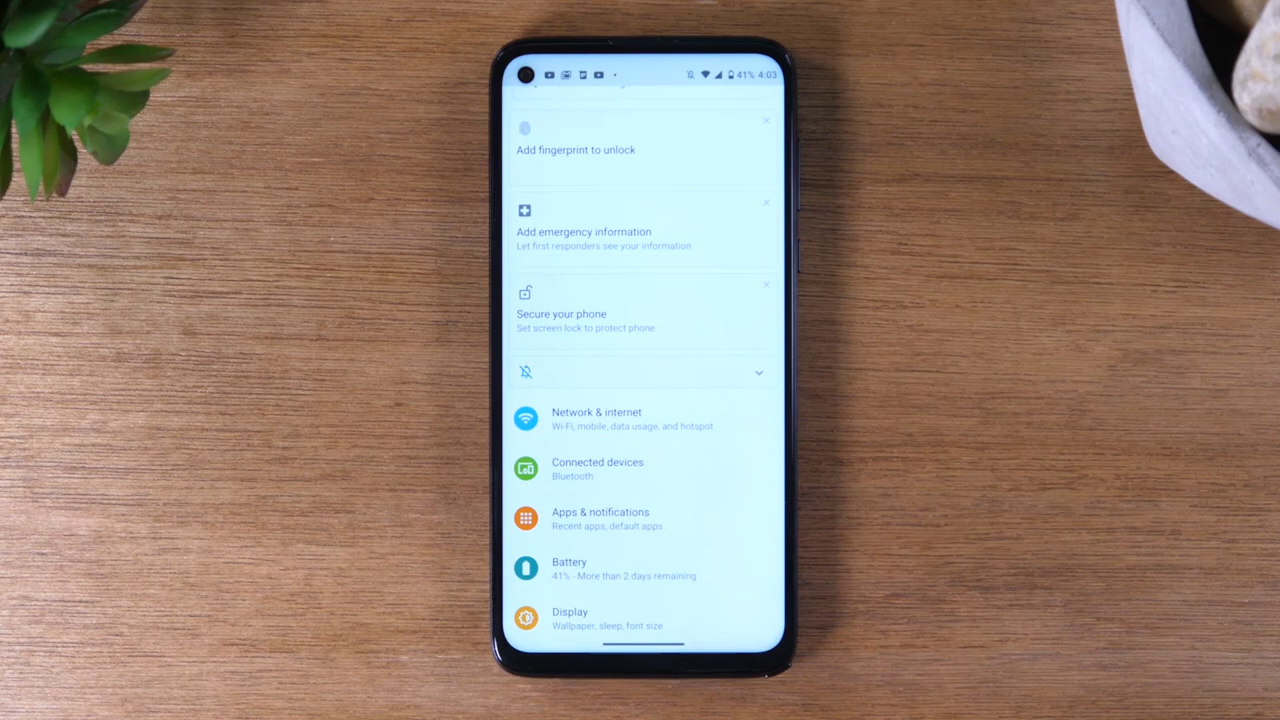 41% 4:03
Add fingerprint to unlock
Add emergency information
Let first responders see your information
Secure your phone
Set screen lock to protect phone
Network & internet
Wi-Fi, mobile, data usage, and hotspot
Connected devices
Bluetooth
Apps & notifications
Recent apps, default apps
Battery
41% - More than 2 days remaining
Display
Wallpaper, sleep, font size